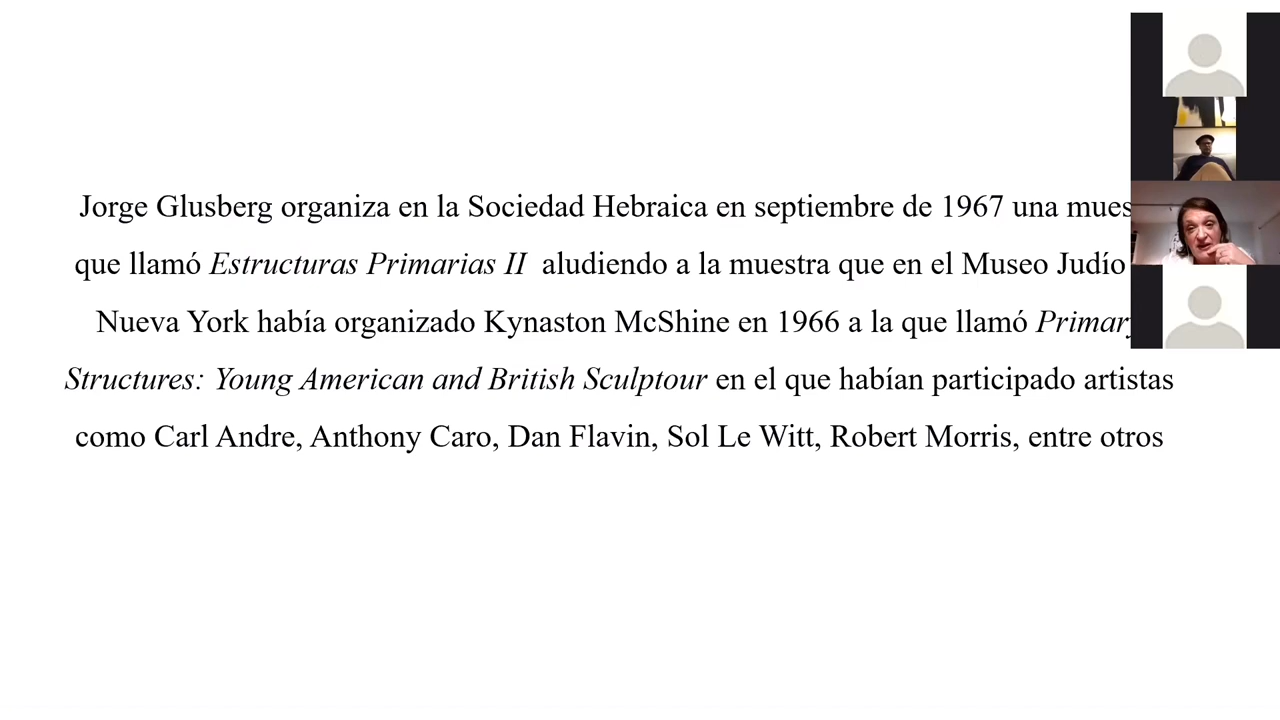 Jorge Glusberg organiza en la Sociedad Hebraica en septiembre de 1967 una
que llamó Estructuras Primarias II aludiendo a la muestra que en el Museo Judío
Nueva York había organizado Kynaston McShine en 1966 a la que llamó Primary
Structures: Young American and British Sculptour en el que habían participado artistas
como Carl Andre, Anthony Caro, Dan Flavin, Sol Le Witt, Robert Morris, entre otros